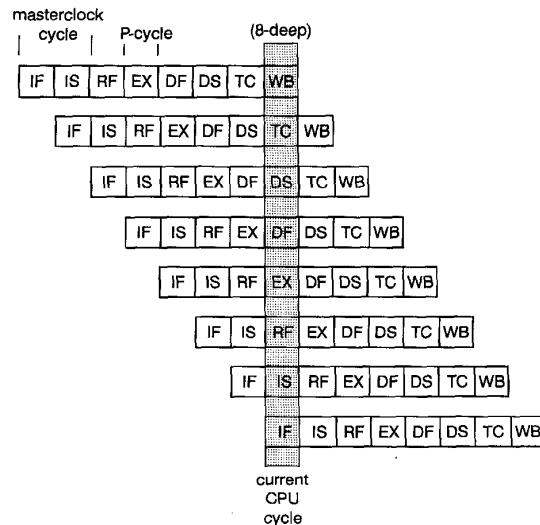 masterclock
cycle
P-cycle
(8-deep)
IF IS RF EX DF DS TC WB
IF IS RF EX DF DS TC WB
IF IS RF EX DF DS TC WB
IF IS RF EX DF DS TC WB
IF IS RF EX DF DS TC WB
IF IS RF EX DF DS TC WB
IF IS RF EX DF DS TC WB
IF IS RF EX DF DS TC WB
current
CPU
cycle